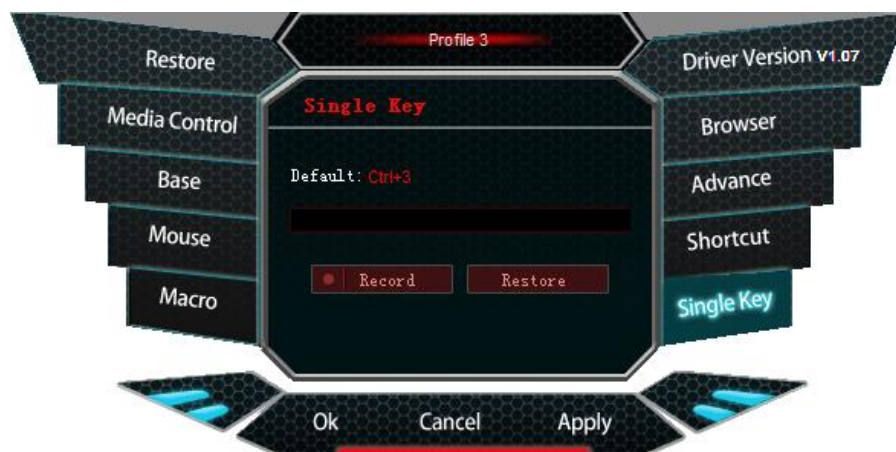 Profile 3
Restore
Driver Version V1.07
Media Control
Single Key
Browser
Base
Default: Ctrl+3
Advance
Mouse
Shortcut
Macro
Record
Restore
Single Key
Ok
Cancel
Apply